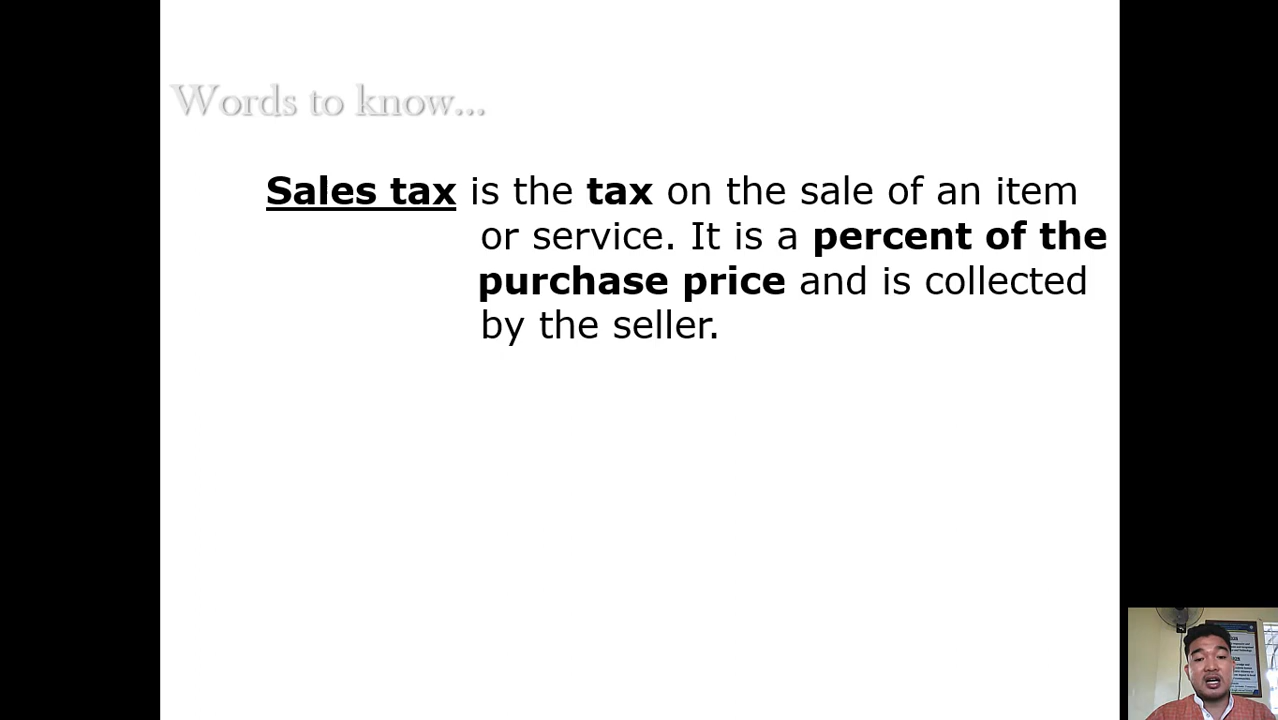 Words to know...
Sales tax is the tax on the sale of an item
or service. It is a percent of the
purchase price and is collected
by the seller.